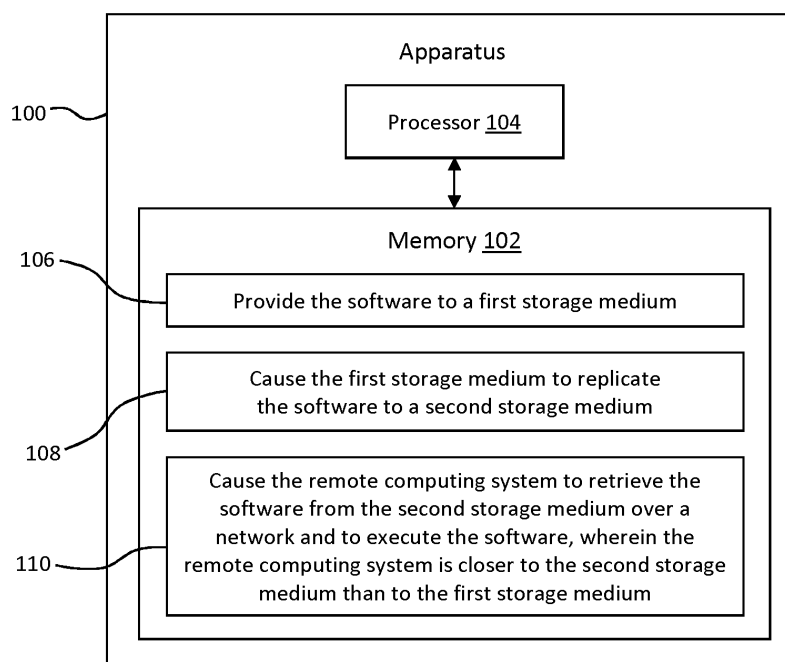 Apparatus
100
Processor 104
Memory 102
106
Provide the software to a first storage medium
Cause the first storage medium to replicate
the software to a second storage medium
108
Cause the remote computing system to retrieve the
software from the second storage medium over a
network and to execute the software, wherein the
remote computing system is closer to the second storage
medium than to the first storage medium
110